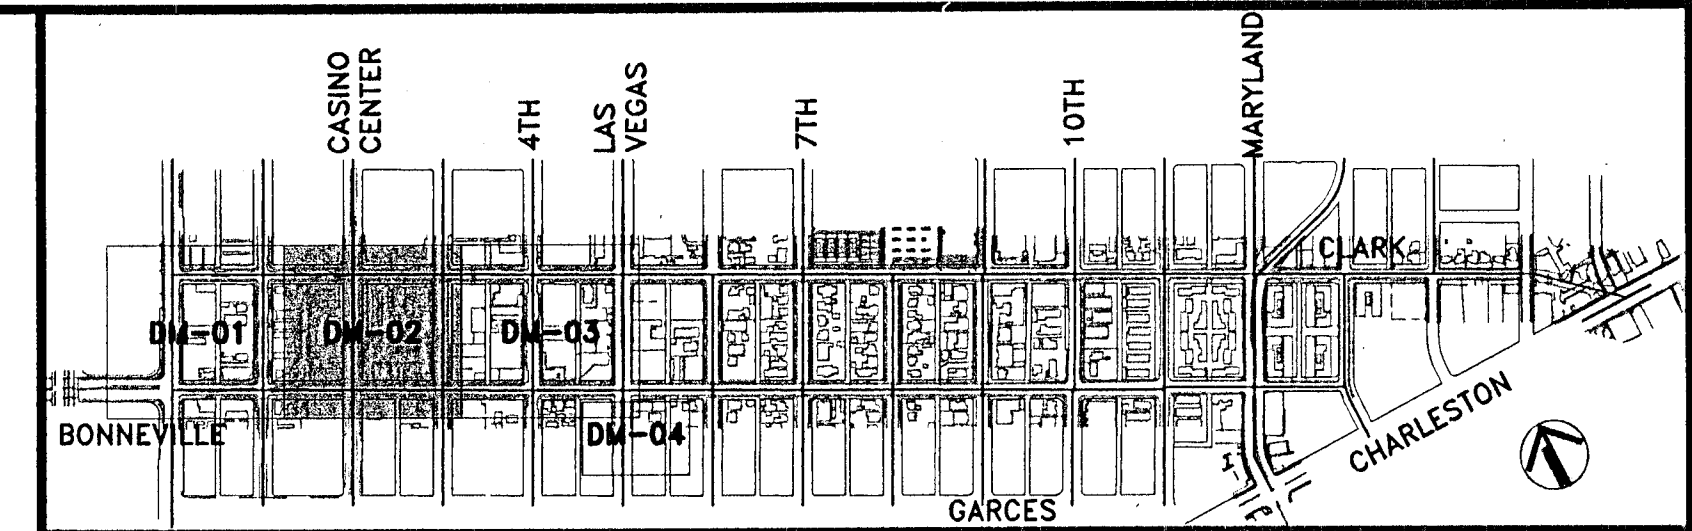 CASINO
CENTER
4TH
LAS
VEGAS
7TH
10TH
MARYLAND
CLARK
DM-01
DM-02
DM-03
BONNEVILLE
DM-04
CHARLESTON
GARCES